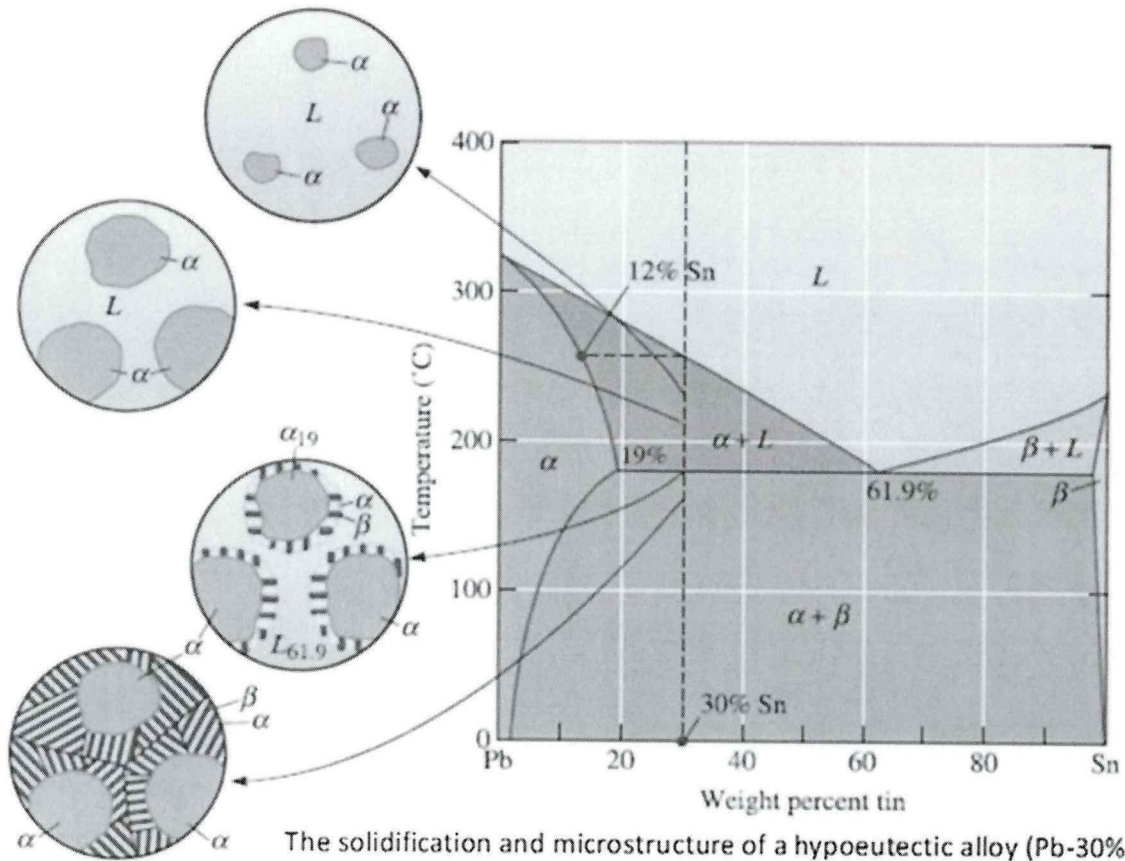 α
L
α
α
α
L
α
α₁₉
α
β
α
L₆₁.₉
α
β
α
α
α
400
300
200
100
0
Temperature (°C)
12% Sn
L
α
19%
α + L
β + L
61.9%
β
α + β
30% Sn
Pb
20
40
60
80
Sn
Weight percent tin
The solidification and microstructure of a hypoeutectic alloy (Pb-30%